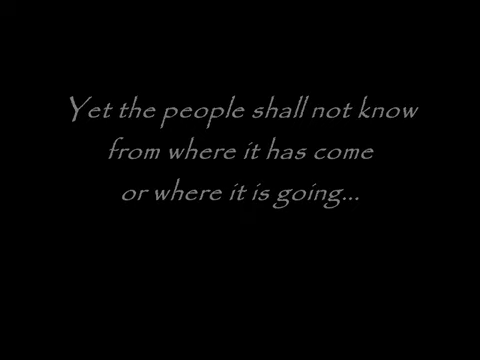 Yet the people shall not know
from where it has come
or where it is going...